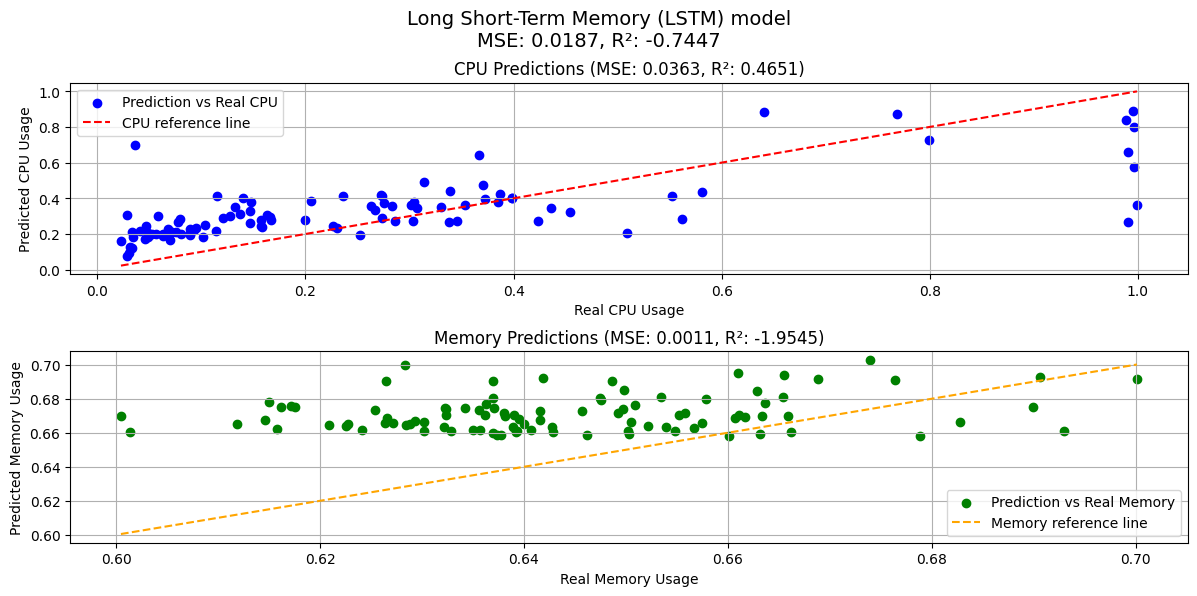 Long Short-Term Memory (LSTM) model
MSE: 0.0187, R²: -0.7447
CPU Predictions (MSE: 0.0363, R²: 0.4651)
Prediction vs Real CPU
CPU reference line
Predicted CPU Usage
1.0
0.8
0.6
0.4
0.2
0.0
0.0 0.2 0.4 0.6 0.8 1.0
Real CPU Usage
Memory Predictions (MSE: 0.0011, R²: -1.9545)
Predicted Memory Usage
0.70
0.68
0.66
0.64
0.62
0.60
Prediction vs Real Memory
Memory reference line
0.60 0.62 0.64 0.66 0.68 0.70
Real Memory Usage